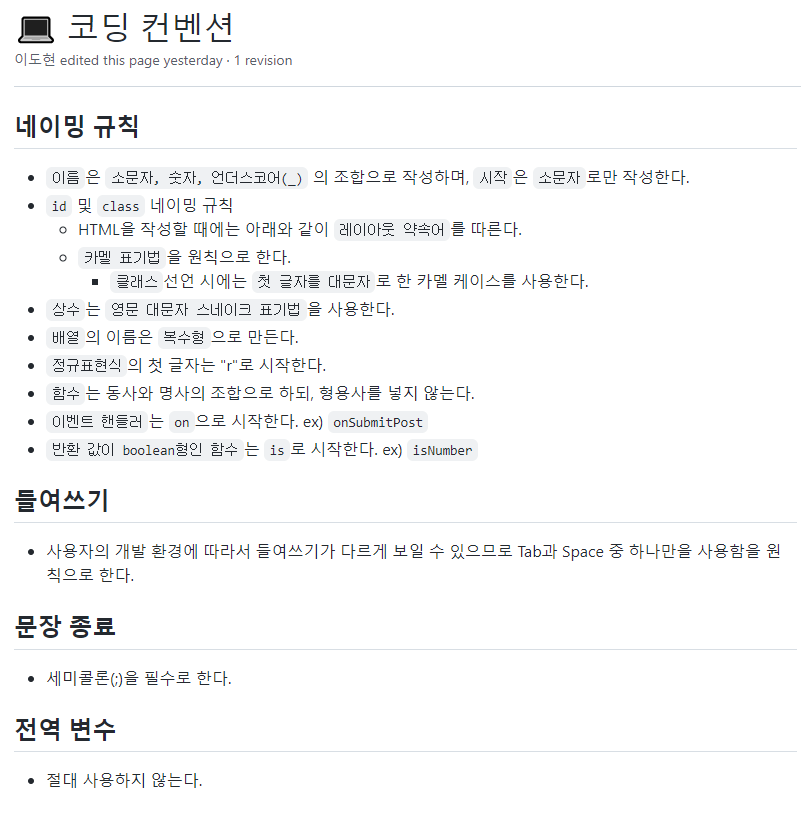 💻 코딩 컨벤션
이도현 edited this page yesterday · 1 revision
네이밍 규칙
• 이름 은 소문자, 숫자, 언더스코어(_) 의 조합으로 작성하며, 시작 은 소문자 로만 작성한다.
• id 및 class 네이밍 규칙
◦ HTML을 작성할 때에는 아래와 같이 레이아웃 약속어 를 따른다.
◦ 카멜 표기법 을 원칙으로 한다.
▪ 클래스 선언 시에는 첫 글자를 대문자 로 한 카멜 케이스를 사용한다.
• 상수 는 영문 대문자 스네이크 표기법 을 사용한다.
• 배열 의 이름은 복수형 으로 만든다.
• 정규표현식 의 첫 글자는 "r"로 시작한다.
• 함수 는 동사와 명사의 조합으로 하되, 형용사를 넣지 않는다.
• 이벤트 핸들러 는 on 으로 시작한다. ex) onSubmitPost
• 반환 값이 boolean형인 함수 는 is 로 시작한다. ex) isNumber
들여쓰기
• 사용자의 개발 환경에 따라서 들여쓰기가 다르게 보일 수 있으므로 Tab과 Space 중 하나만을 사용함을 원
칙으로 한다.
문장 종료
• 세미콜론(;)을 필수로 한다.
전역 변수
• 절대 사용하지 않는다.